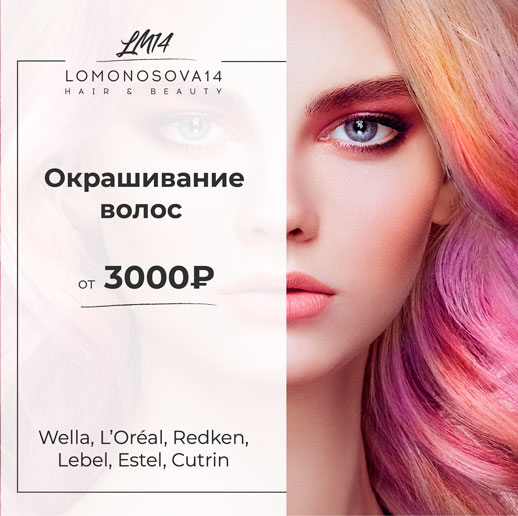 LM14
LOMONOSOVA14
HAIR & BEAUTY
Окрашивание
волос
от 3000₽
Wella, L’Oréal, Redken,
Lebel, Estel, Cutrin